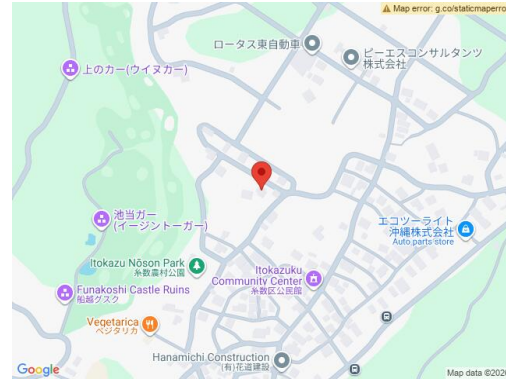 Map error: g.co/staticmaperro
ロータス東自動車
ピーエスコンサルタンツ
株式会社
上のカー(ウイヌカー)
池当ガー
(イージントーガー)
エコツーライト
沖縄株式会社
Auto parts store
Itokazu Nōson Park
糸数農村公園
Itokazuku
Community Center
糸数区公民館
Funakoshi Castle Ruins
船越グスク
Vegetarica
ベジタリカ
Hanamichi Construction
(有)花道建設
Google
Map data ©2026